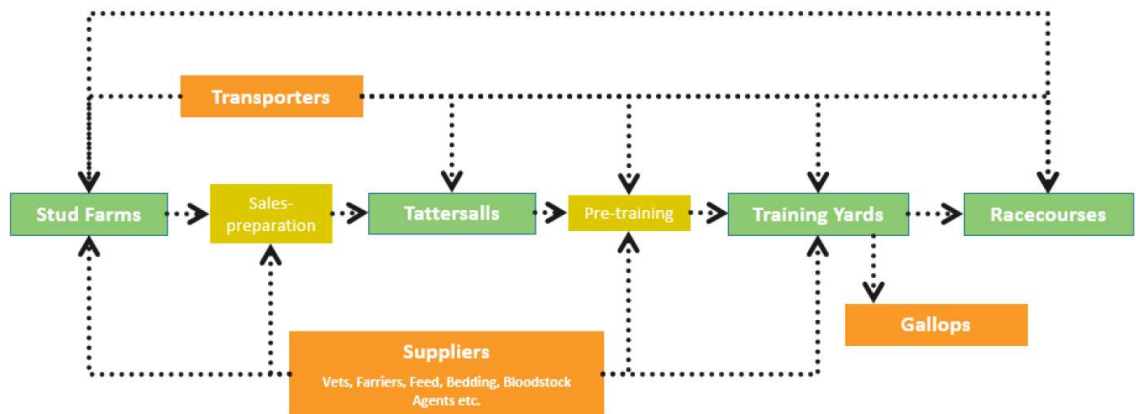 Transporters
Stud Farms
Sales-
preparation
Tattersalls
Pre-training
Training Yards
Racecourses
Gallops
Suppliers
Vets, Farriers, Feed, Bedding, Bloodstock
Agents etc.